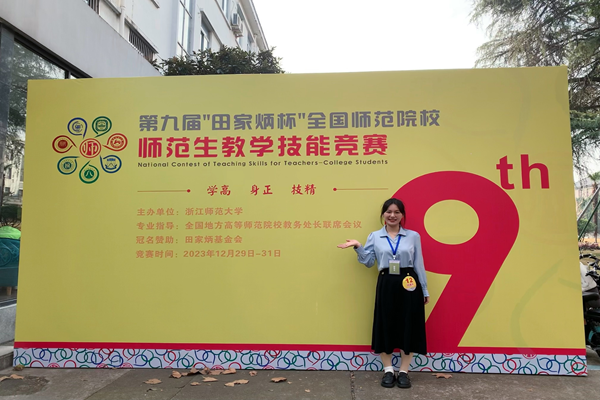 第九届"田家炳杯"全国师范院校
师范生教学技能竞赛
National Contest of Teaching Skills for Teachers-College Students
学高 身正 技精
主办单位：浙江师范大学
专业指导：全国地方高等师范院校教务处长联席会议
冠名赞助：田家炳基金会
竞赛时间：2023年12月29日-31日
9th